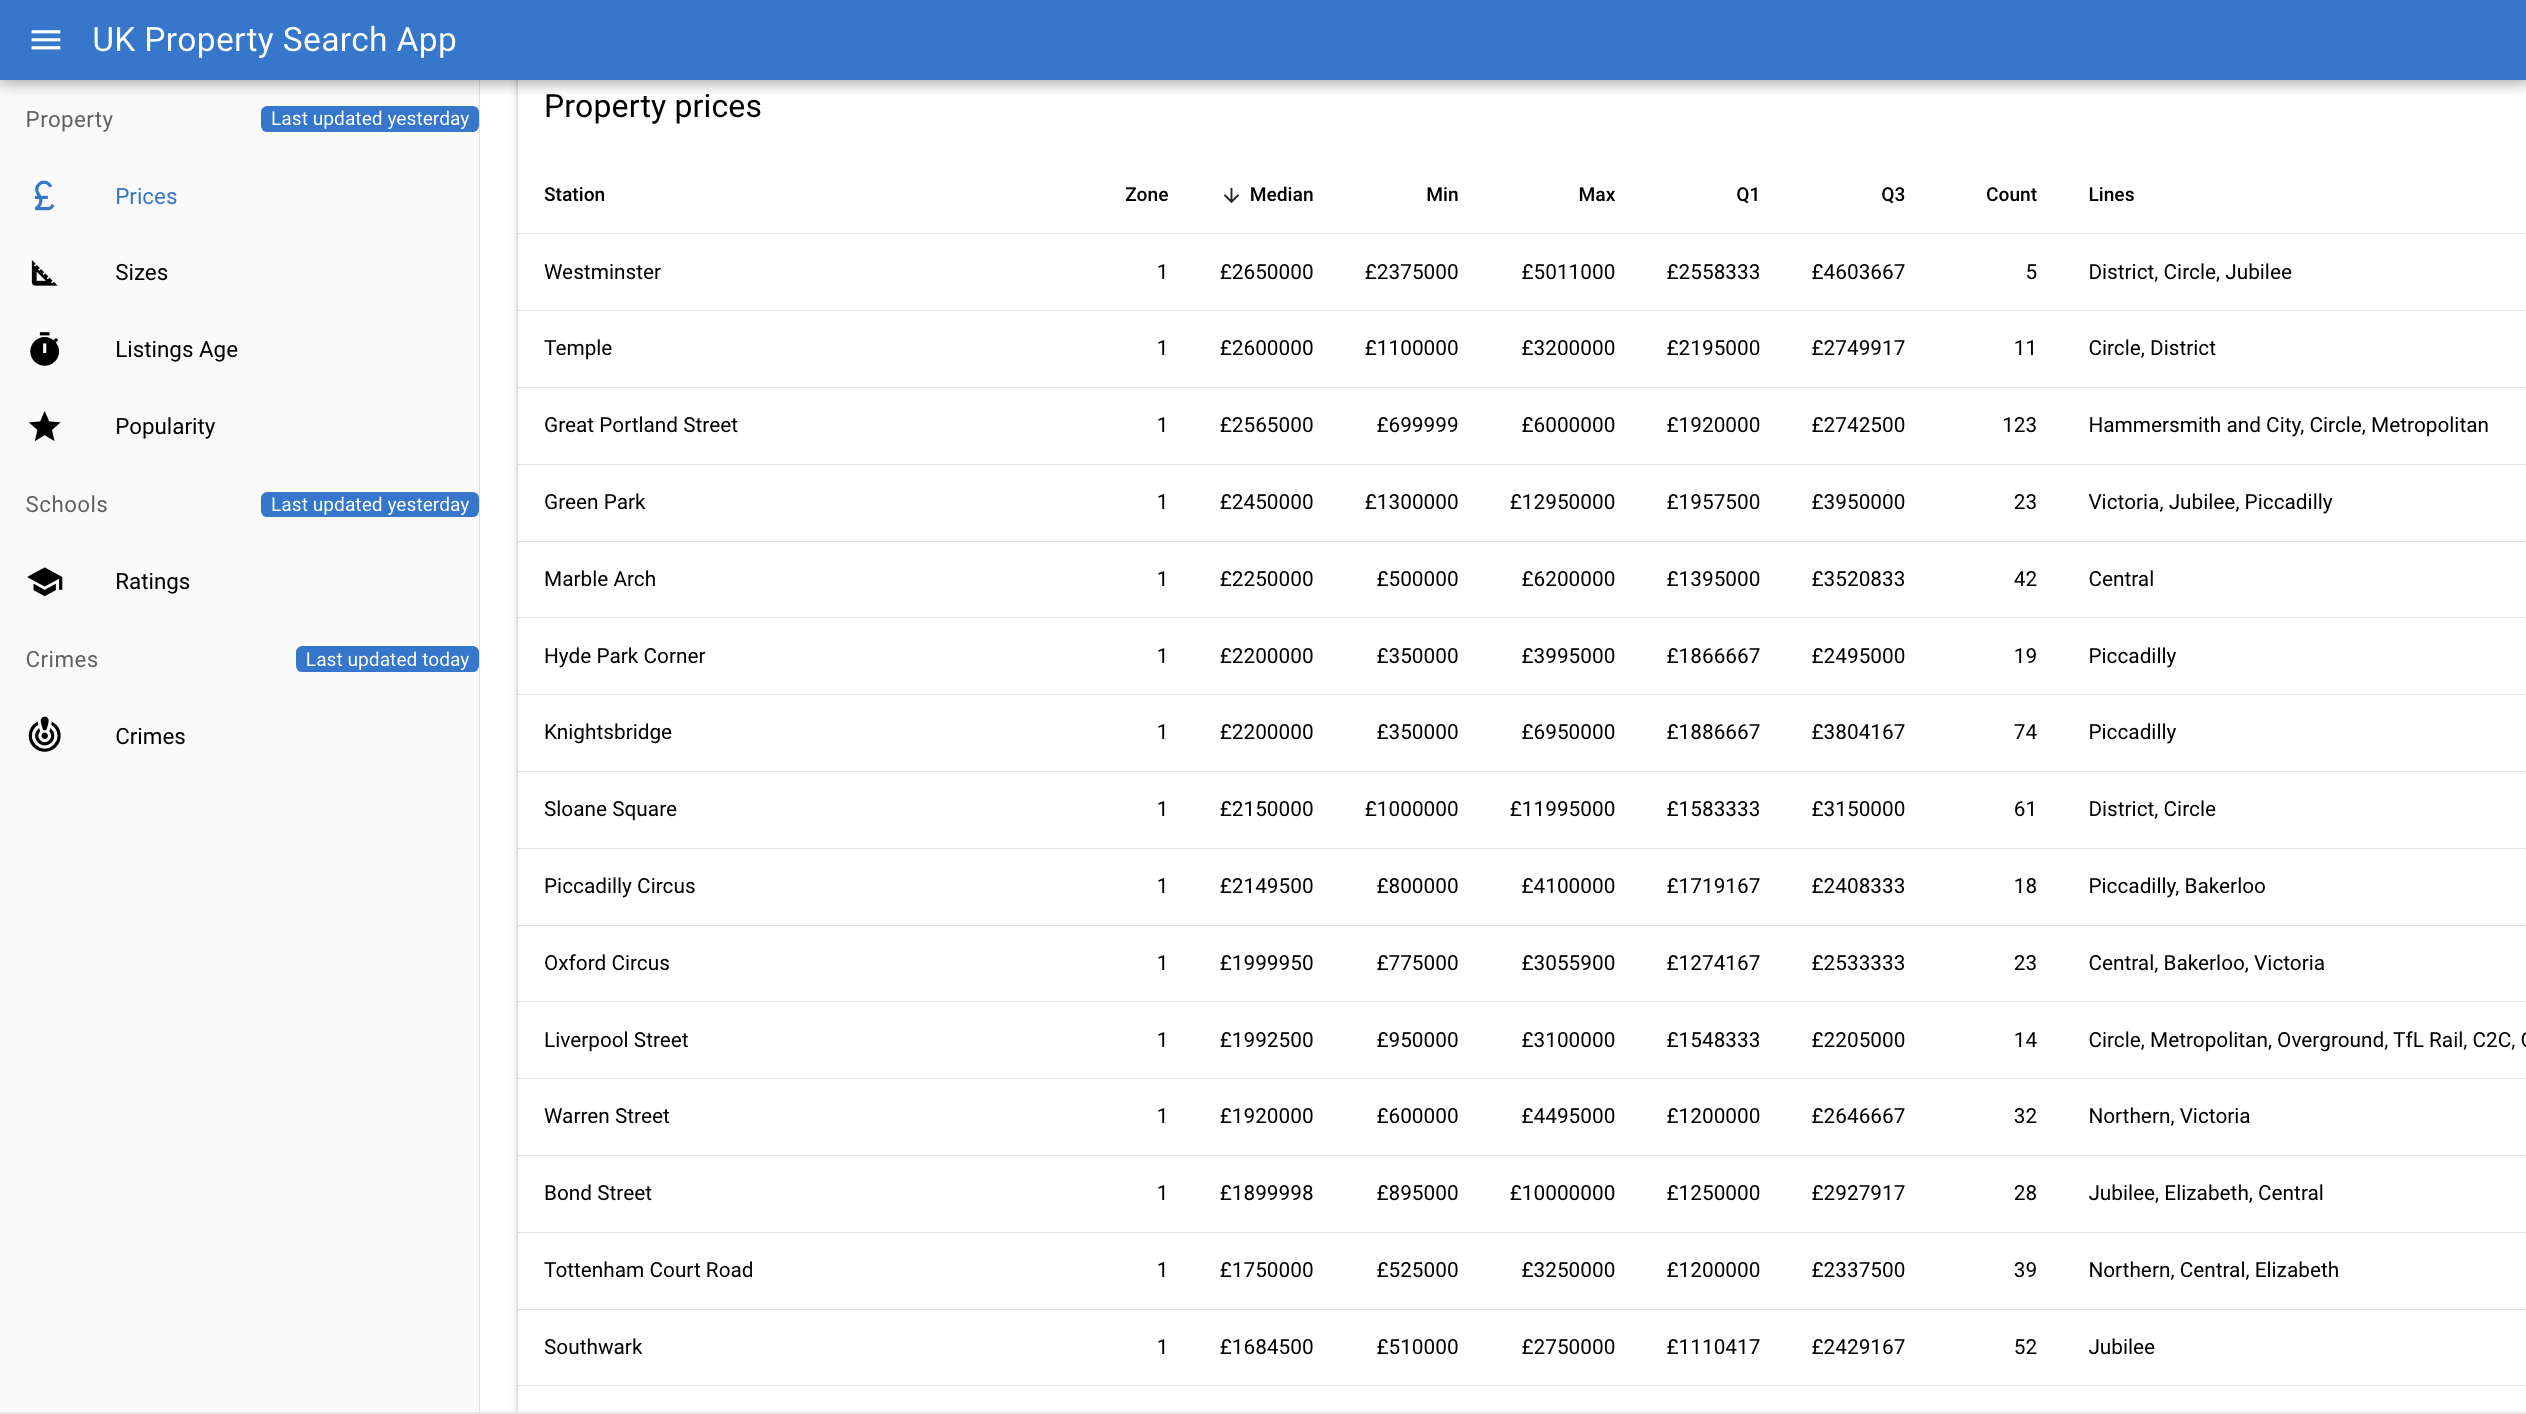 UK Property Search App
Property Last updated yesterday
Prices
Sizes
Listings Age
Popularity
Schools Last updated yesterday
Ratings
Crimes Last updated today
Crimes
Property prices
Station Zone Median Min Max Q1 Q3 Count Lines
Westminster 1 £2650000 £2375000 £5011000 £2558333 £4603667 5 District, Circle, Jubilee
Temple 1 £2600000 £1100000 £3200000 £2195000 £2749917 11 Circle, District
Great Portland Street 1 £2565000 £699999 £6000000 £1920000 £2742500 123 Hammersmith and City, Circle, Metropolitan
Green Park 1 £2450000 £1300000 £12950000 £1957500 £3950000 23 Victoria, Jubilee, Piccadilly
Marble Arch 1 £2250000 £500000 £6200000 £1395000 £3520833 42 Central
Hyde Park Corner 1 £2200000 £350000 £3995000 £1866667 £2495000 19 Piccadilly
Knightsbridge 1 £2200000 £350000 £6950000 £1886667 £3804167 74 Piccadilly
Sloane Square 1 £2150000 £1000000 £11995000 £1583333 £3150000 61 District, Circle
Piccadilly Circus 1 £2149500 £800000 £4100000 £1719167 £2408333 18 Piccadilly, Bakerloo
Oxford Circus 1 £1999950 £775000 £3055900 £1274167 £2533333 23 Central, Bakerloo, Victoria
Liverpool Street 1 £1992500 £950000 £3100000 £1548333 £2205000 14 Circle, Metropolitan, Overground, TfL Rail, C2C,
Warren Street 1 £1920000 £600000 £4495000 £1200000 £2646667 32 Northern, Victoria
Bond Street 1 £1899998 £895000 £10000000 £1250000 £2927917 28 Jubilee, Elizabeth, Central
Tottenham Court Road 1 £1750000 £525000 £3250000 £1200000 £2337500 39 Northern, Central, Elizabeth
Southwark 1 £1684500 £510000 £2750000 £1110417 £2429167 52 Jubilee